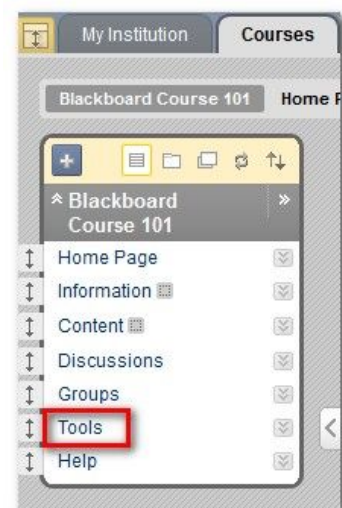 My Institution Courses
Blackboard Course 101 Home
Blackboard
Course 101
Home Page
Information
Content
Discussions
Groups
Tools
Help